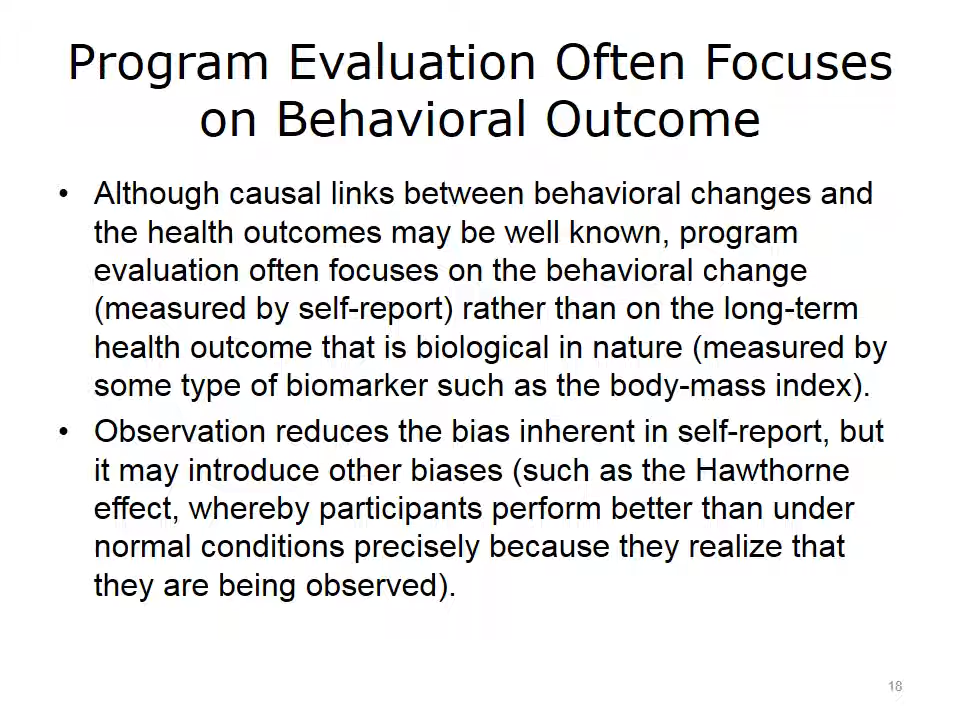 Program Evaluation Often Focuses
on Behavioral Outcome
• Although causal links between behavioral changes and
the health outcomes may be well known, program
evaluation often focuses on the behavioral change
(measured by self-report) rather than on the long-term
health outcome that is biological in nature (measured by
some type of biomarker such as the body-mass index).
• Observation reduces the bias inherent in self-report, but
it may introduce other biases (such as the Hawthorne
effect, whereby participants perform better than under
normal conditions precisely because they realize that
they are being observed).
18